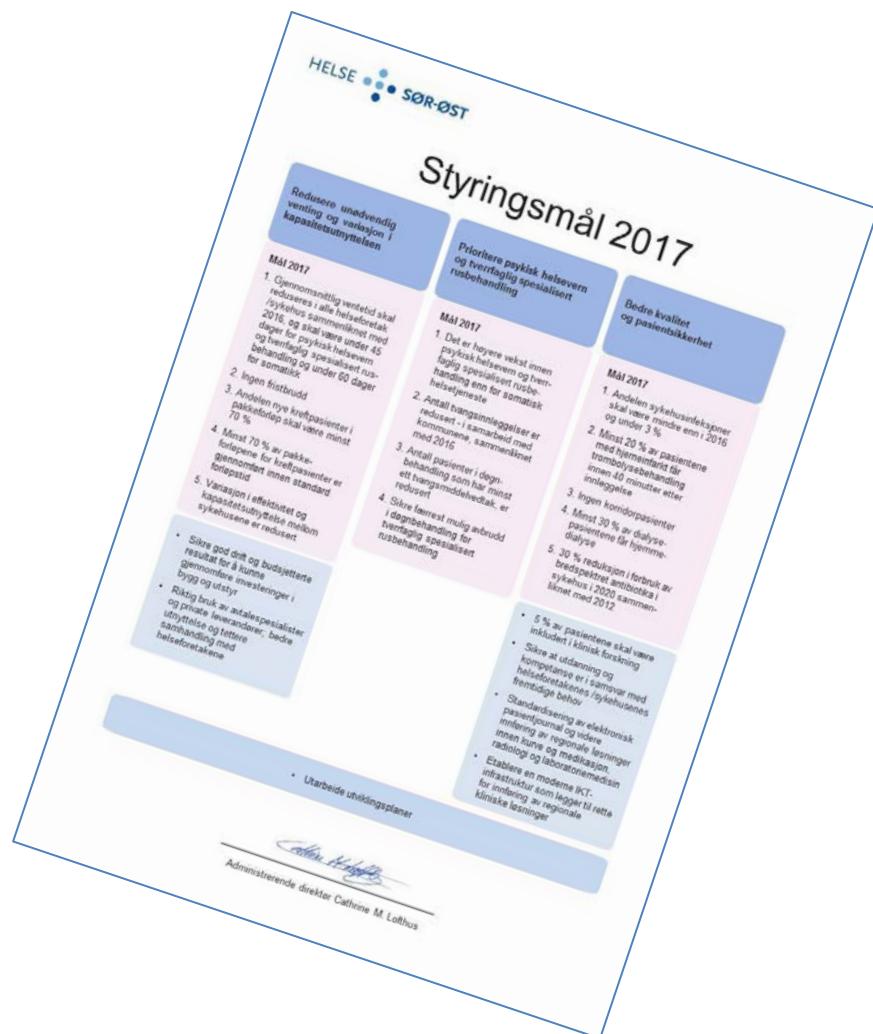 HELSE SØR-ØST
Styringsmål 2017
Redusere unødvendig
venting og variasjon i
kapasitetsutnyttelsen
Mål 2017
1. Gjennomsnittlig ventetid skal
reduseres i alle helseforetak
/sykehus sammenliknet med
2016, og skal være under 45
dager for psykisk helsevern
og tverrfaglig spesialisert rus-
behandling og under 60 dager
for somatikk
2. Ingen fristbrudd
3. Andelen nye kreftpasienter i
pakkeforløp skal være minst
70 %
4. Minst 70 % av pakke-
forløpene for kreftpasienter er
gjennomført innen standard
forløpstid
5. Variasjon i effektivitet og
kapasitetsutnyttelse mellom
sykehusene er redusert
• Sikre god drift og budsjetterte
resultat for å kunne
gjennomføre investeringer i
bygg og utstyr
• Riktig bruk av avtalespesialister
og private leverandører; bedre
utnyttelse og tettere
samhandling med
helseforetakene
Prioritere psykisk helsevern
og tverrfaglig spesialisert
rusbehandling
Mål 2017
1. Det er høyere vekst innen
psykisk helsevern og tverr-
faglig spesialisert rusbe-
handling enn for somatisk
helsetjeneste
2. Antall tvangsinnleggelser er
redusert - i samarbeid med
kommunene, sammenliknet
med 2016
3. Antall pasienter i døgn-
behandling som har minst
ett tvangsmiddelvedtak, er
redusert
4. Sikre færrest mulig avbrudd
i døgnbehandling for
tverrfaglig spesialisert
rusbehandling
Bedre kvalitet
og pasientsikkerhet
Mål 2017
1. Andelen sykehusinfeksjoner
skal være mindre enn i 2016
og under 3 %
2. Minst 20 % av pasientene
med hjerneinfarkt får
trombolysebehandling
innen 40 minutter etter
innleggelse
3. Ingen korridorpasienter
4. Minst 30 % av dialyse-
pasientene får hjemme-
dialyse
5. 30 % reduksjon i forbruk av
bredspektret antibiotika i
sykehus i 2020 sammen-
liknet med 2012
• 5 % av pasientene skal være
inkludert i klinisk forskning
• Sikre at utdanning og
kompetanse er i samsvar med
helseforetakenes /sykehusenes
fremtidige behov
• Standardisering av elektronisk
pasientjournal og videre
innføring av regionale løsninger
innen kurve og medikasjon,
radiologi og laboratoriemedisin
• Etablere en moderne IKT-
infrastruktur som legger til rette
for innføring av regionale
kliniske løsninger
• Utarbeide utviklingsplaner
Administrerende direktør Cathrine M. Lofthus